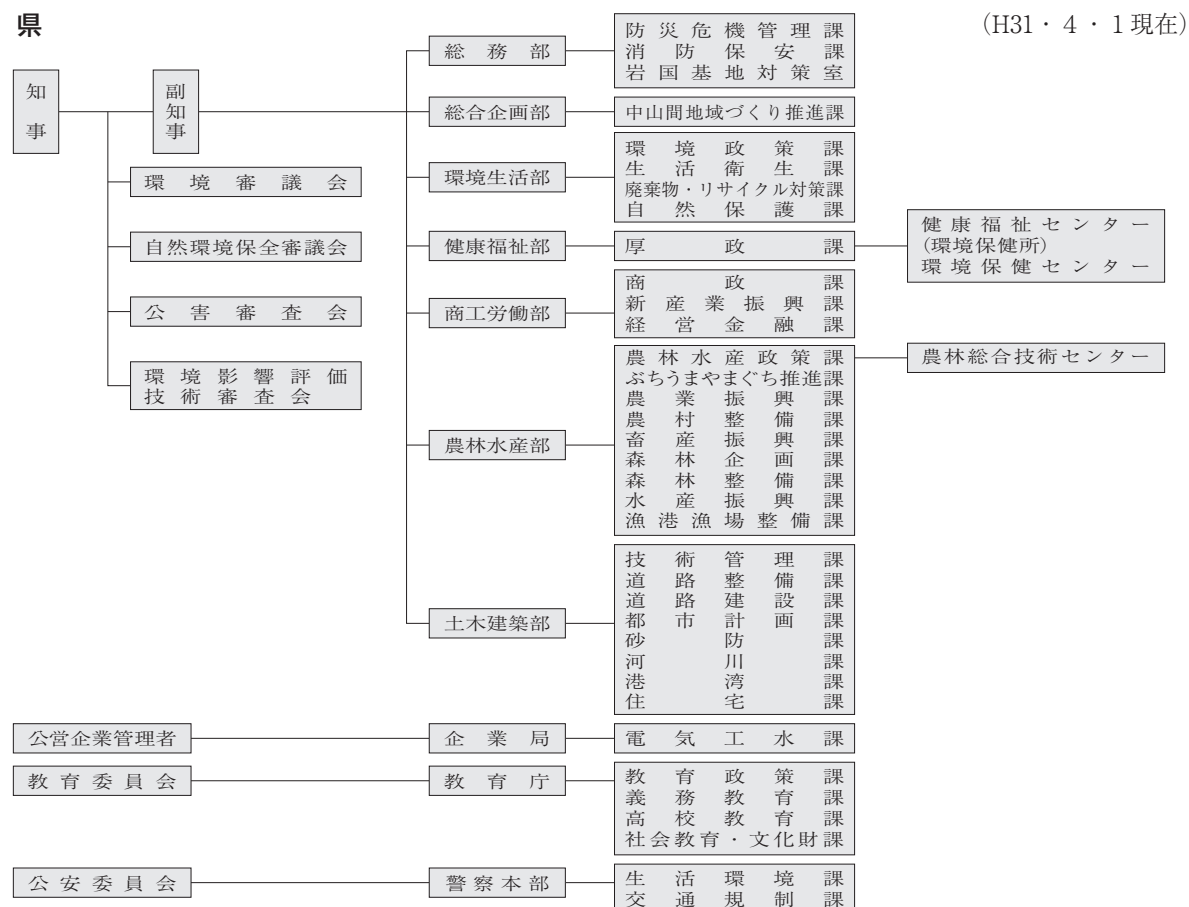 県
(H31・4・1現在)
知事
副知事
環境審議会
自然環境保全審議会
公害審査会
環境影響評価
技術審査会
総務部
防災危機管理課
消防保安課
岩国基地対策室
総合企画部
中山間地域づくり推進課
環境生活部
環境政策課
生活衛生課
廃棄物・リサイクル対策課
自然保護課
健康福祉部
厚政課
健康福祉センター
(環境保健所)
環境保健センター
商工労働部
商政課
新産業振興課
経営金融課
農林水産部
農林水産政策課
ぶちうまやまぐち推進課
農業振興課
農村整備課
畜産振興課
森林企画課
森林整備課
水産振興課
漁港漁場整備課
農林総合技術センター
土木建築部
技術管理課
道路整備課
道路建設課
都市計画課
砂防課
河川課
港湾課
住宅課
公営企業管理者
企業局
電気工水課
教育委員会
教育庁
教育政策課
義務教育課
高校教育課
社会教育・文化財課
公安委員会
警察本部
生活環境課
交通規制課